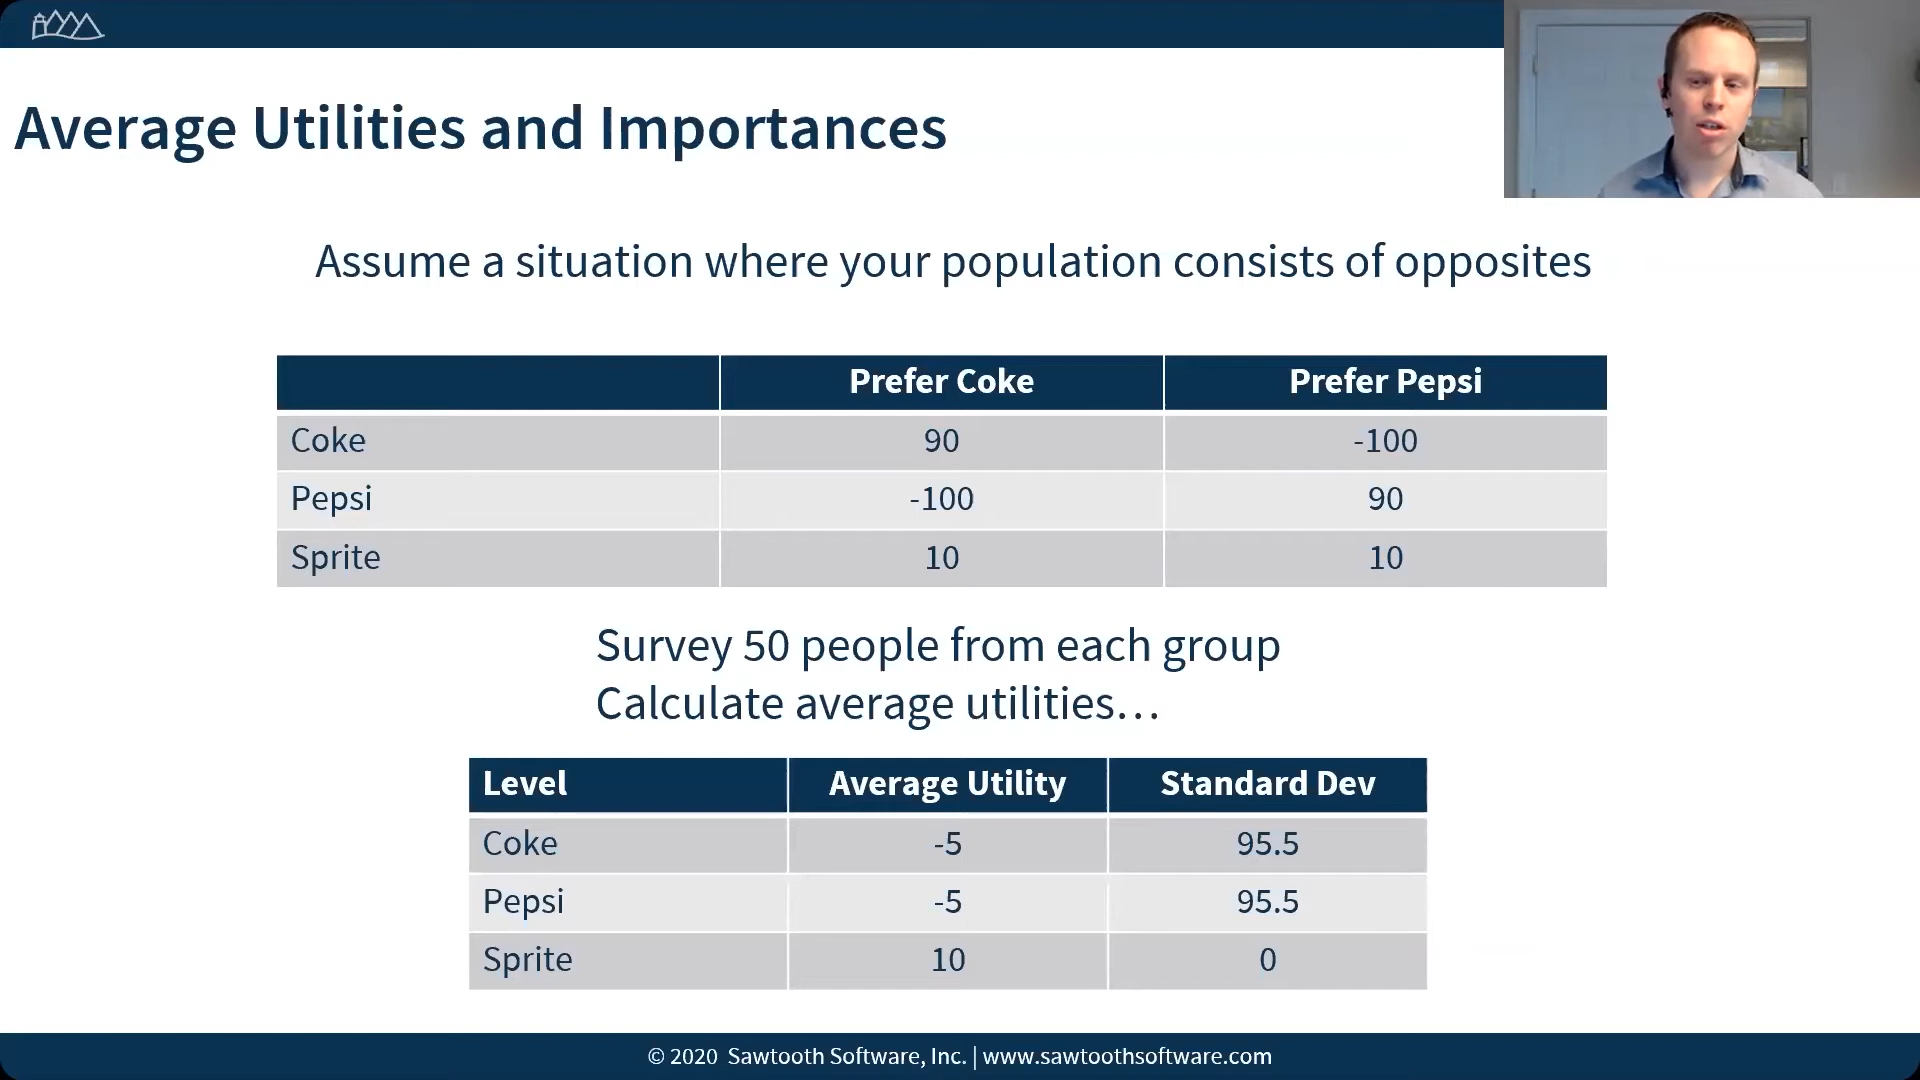 Average Utilities and Importances
Assume a situation where your population consists of opposites
Prefer Coke Prefer Pepsi
Coke 90 -100
Pepsi -100 90
Sprite 10 10
Survey 50 people from each group
Calculate average utilities…
Level Average Utility Standard Dev
Coke -5 95.5
Pepsi -5 95.5
Sprite 10 0
© 2020 Sawtooth Software, Inc. | www.sawtoothsoftware.com